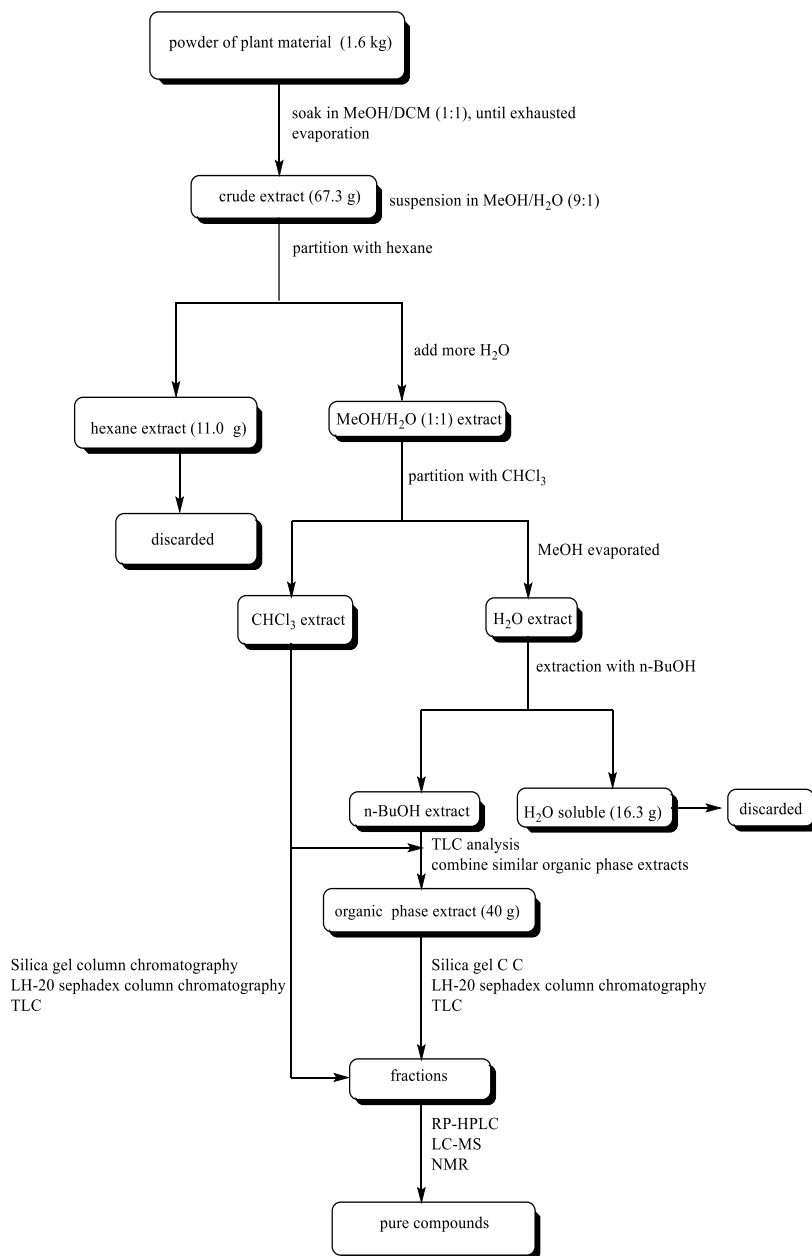 powder of plant material (1.6 kg)
soak in MeOH/DCM (1:1), until exhausted
evaporation
crude extract (67.3 g)
suspension in MeOH/H₂O (9:1)
partition with hexane
add more H₂O
hexane extract (11.0 g)
MeOH/H₂O (1:1) extract
partition with CHCl₃
discarded
MeOH evaporated
CHCl₃ extract
H₂O extract
extraction with n-BuOH
n-BuOH extract
H₂O soluble (16.3 g)
discarded
TLC analysis
combine similar organic phase extracts
organic phase extract (40 g)
Silica gel column chromatography
LH-20 sephadex column chromatography
TLC
Silica gel C C
LH-20 sephadex column chromatography
TLC
fractions
RP-HPLC
LC-MS
NMR
pure compounds